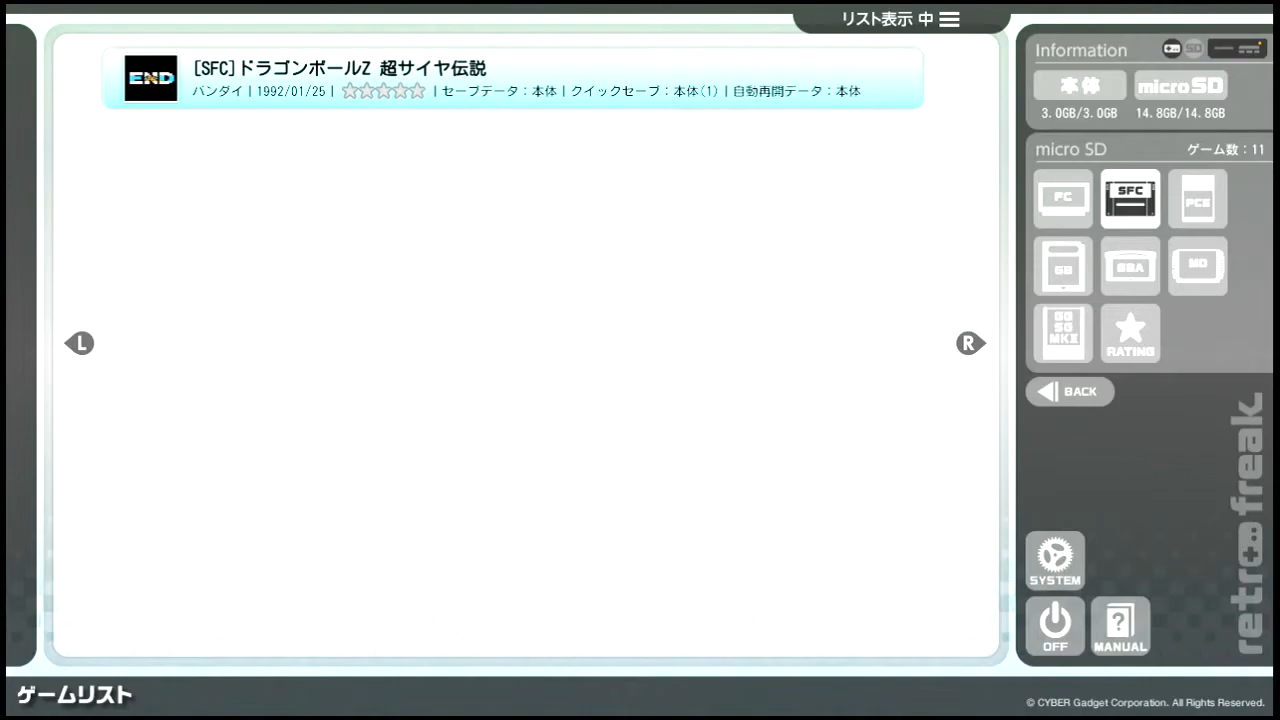 リスト表示 中
END
[SFC]ドラゴンボールZ 超サイヤ伝説
バンダイ | 1992/01/25 | ☆☆☆☆☆ | セーブデータ：本体 | クイックセーブ：本体(1) | 自動再開データ：本体
L
R
Information
SD
本体
microSD
3.0GB/3.0GB
14.8GB/14.8GB
micro SD
ゲーム数：11
FC
SFC
PCE
GB
GBA
MD
GG
SG
MKIII
RATING
BACK
retrofreak
SYSTEM
OFF
?
MANUAL
ゲームリスト
© CYBER Gadget Corporation. All Rights Reserved.